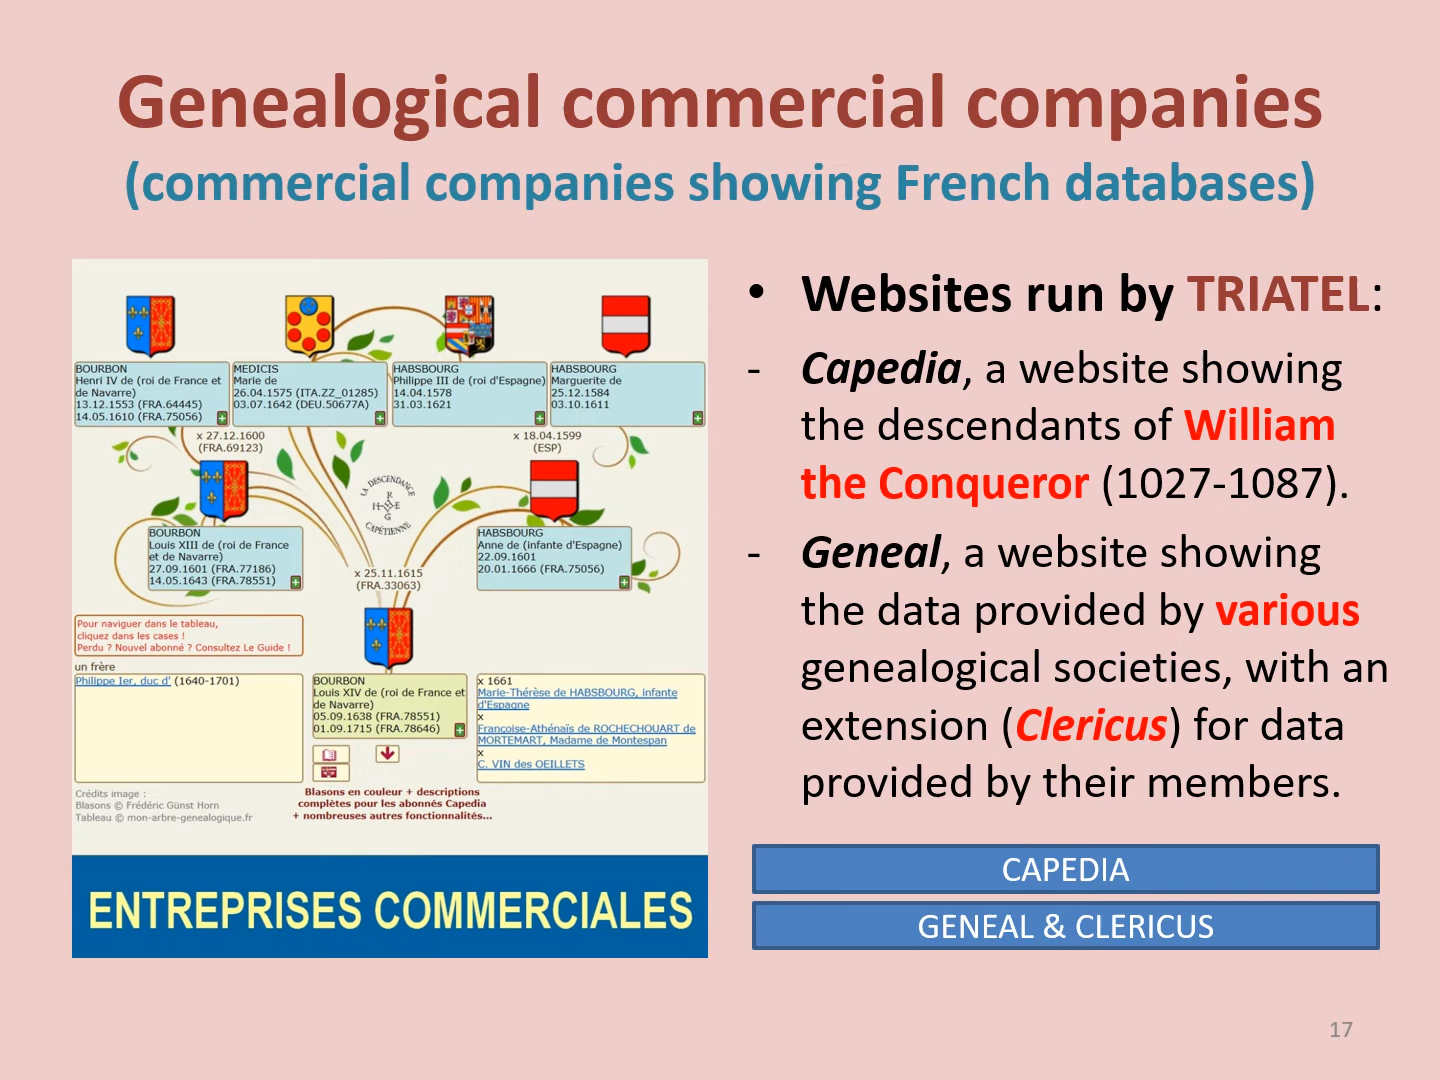 Genealogical commercial companies
(commercial companies showing French databases)
BOURBON
Henri IV de (roi de France et
de Navarre)
13.12.1553 (FRA.64445)
14.05.1610 (FRA.75056)
MEDICIS
Marie de
26.04.1575 (ITA.ZZ_01285)
03.07.1642 (DEU.50677A)
HABSBOURG
Philippe III de (roi d'Espagne)
14.04.1578
31.03.1621
HABSBOURG
Marguerite de
25.12.1584
03.10.1611
x 27.12.1600
(FRA.69123)
x 18.04.1599
(ESP)
LA DESCENDANCE
CAPÉTIENNE
BOURBON
Louis XIII de (roi de France
et de Navarre)
27.09.1601 (FRA.77186)
14.05.1643 (FRA.78551)
HABSBOURG
Anne de (infante d'Espagne)
22.09.1601
20.01.1666 (FRA.75056)
x 25.11.1615
(FRA.33063)
Pour naviguer dans le tableau,
cliquez dans les cases !
Perdu ? Nouvel abonné ? Consultez Le Guide !
un frère
Philippe Ier, duc d' (1640-1701)
BOURBON
Louis XIV de (roi de France et
de Navarre)
05.09.1638 (FRA.78551)
01.09.1715 (FRA.78646)
x 1661
Marie-Thérèse de HABSBOURG, infante
d'Espagne
x
Françoise-Athénaïs de ROCHECHOUART de
MORTEMART, Madame de Montespan
x
C. VIN des OEILLETS
Crédits image :
Blasons © Frédéric Günst Horn
Tableau © mon-arbre-genealogique.fr
Blasons en couleur + descriptions
complètes pour les abonnés Capedia
+ nombreuses autres fonctionnalités...
ENTREPRISES COMMERCIALES
• Websites run by TRIATEL:
- Capedia, a website showing
the descendants of William
the Conqueror (1027-1087).
- Geneal, a website showing
the data provided by various
genealogical societies, with an
extension (Clericus) for data
provided by their members.
CAPEDIA
GENEAL & CLERICUS
17